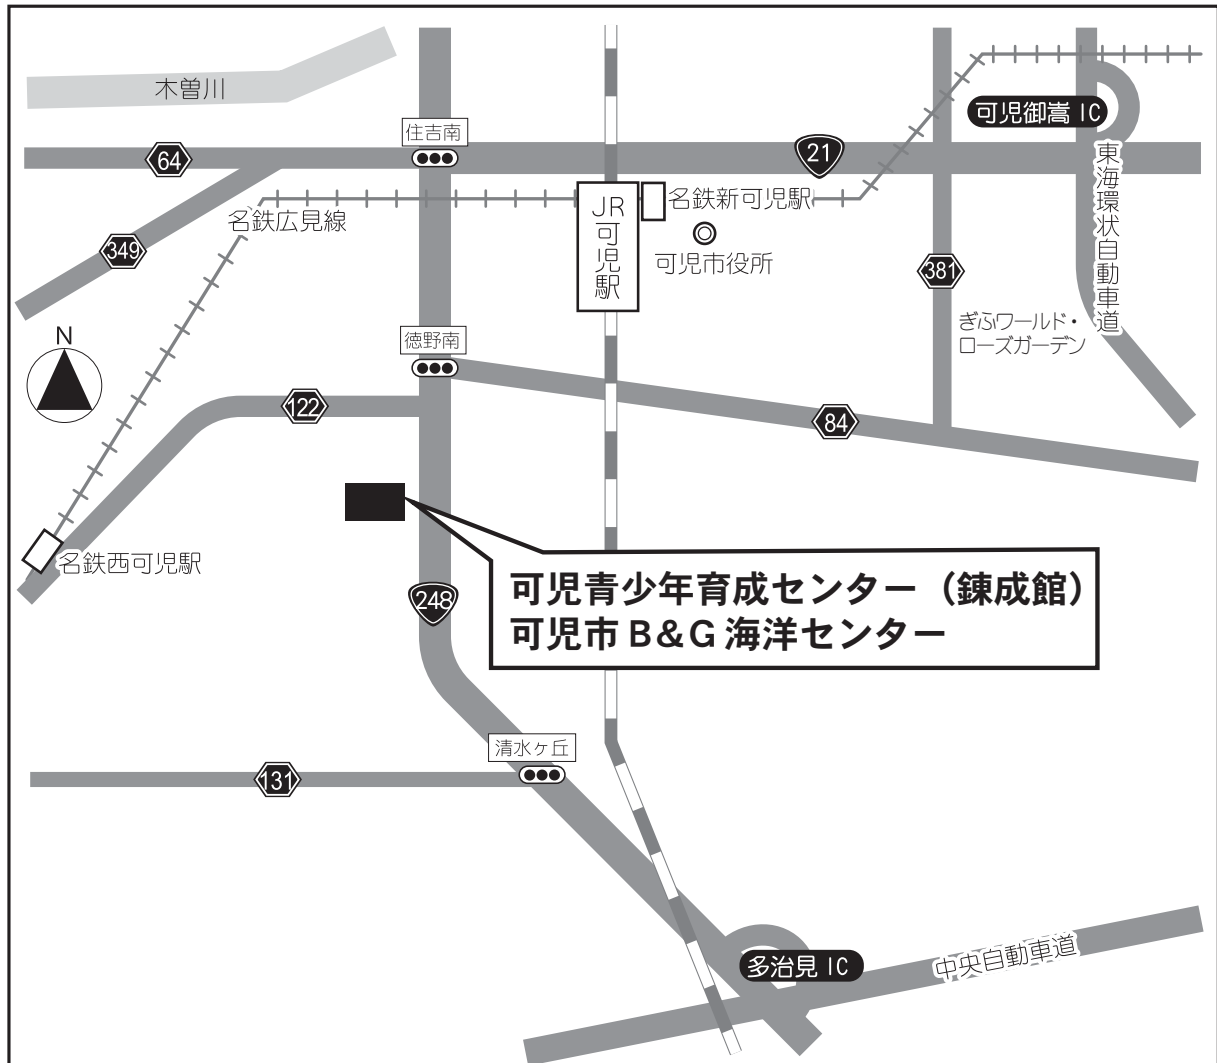 木曽川
住吉南
64
21
可児御嵩 IC
名鉄広見線
JR可児駅
名鉄新可児駅
可児市役所
東海環状自動車道
349
381
ぎふワールド・
ローズガーデン
N
徳野南
122
84
名鉄西可児駅
248
可児青少年育成センター（錬成館）
可児市 B&G 海洋センター
清水ヶ丘
131
多治見 IC
中央自動車道